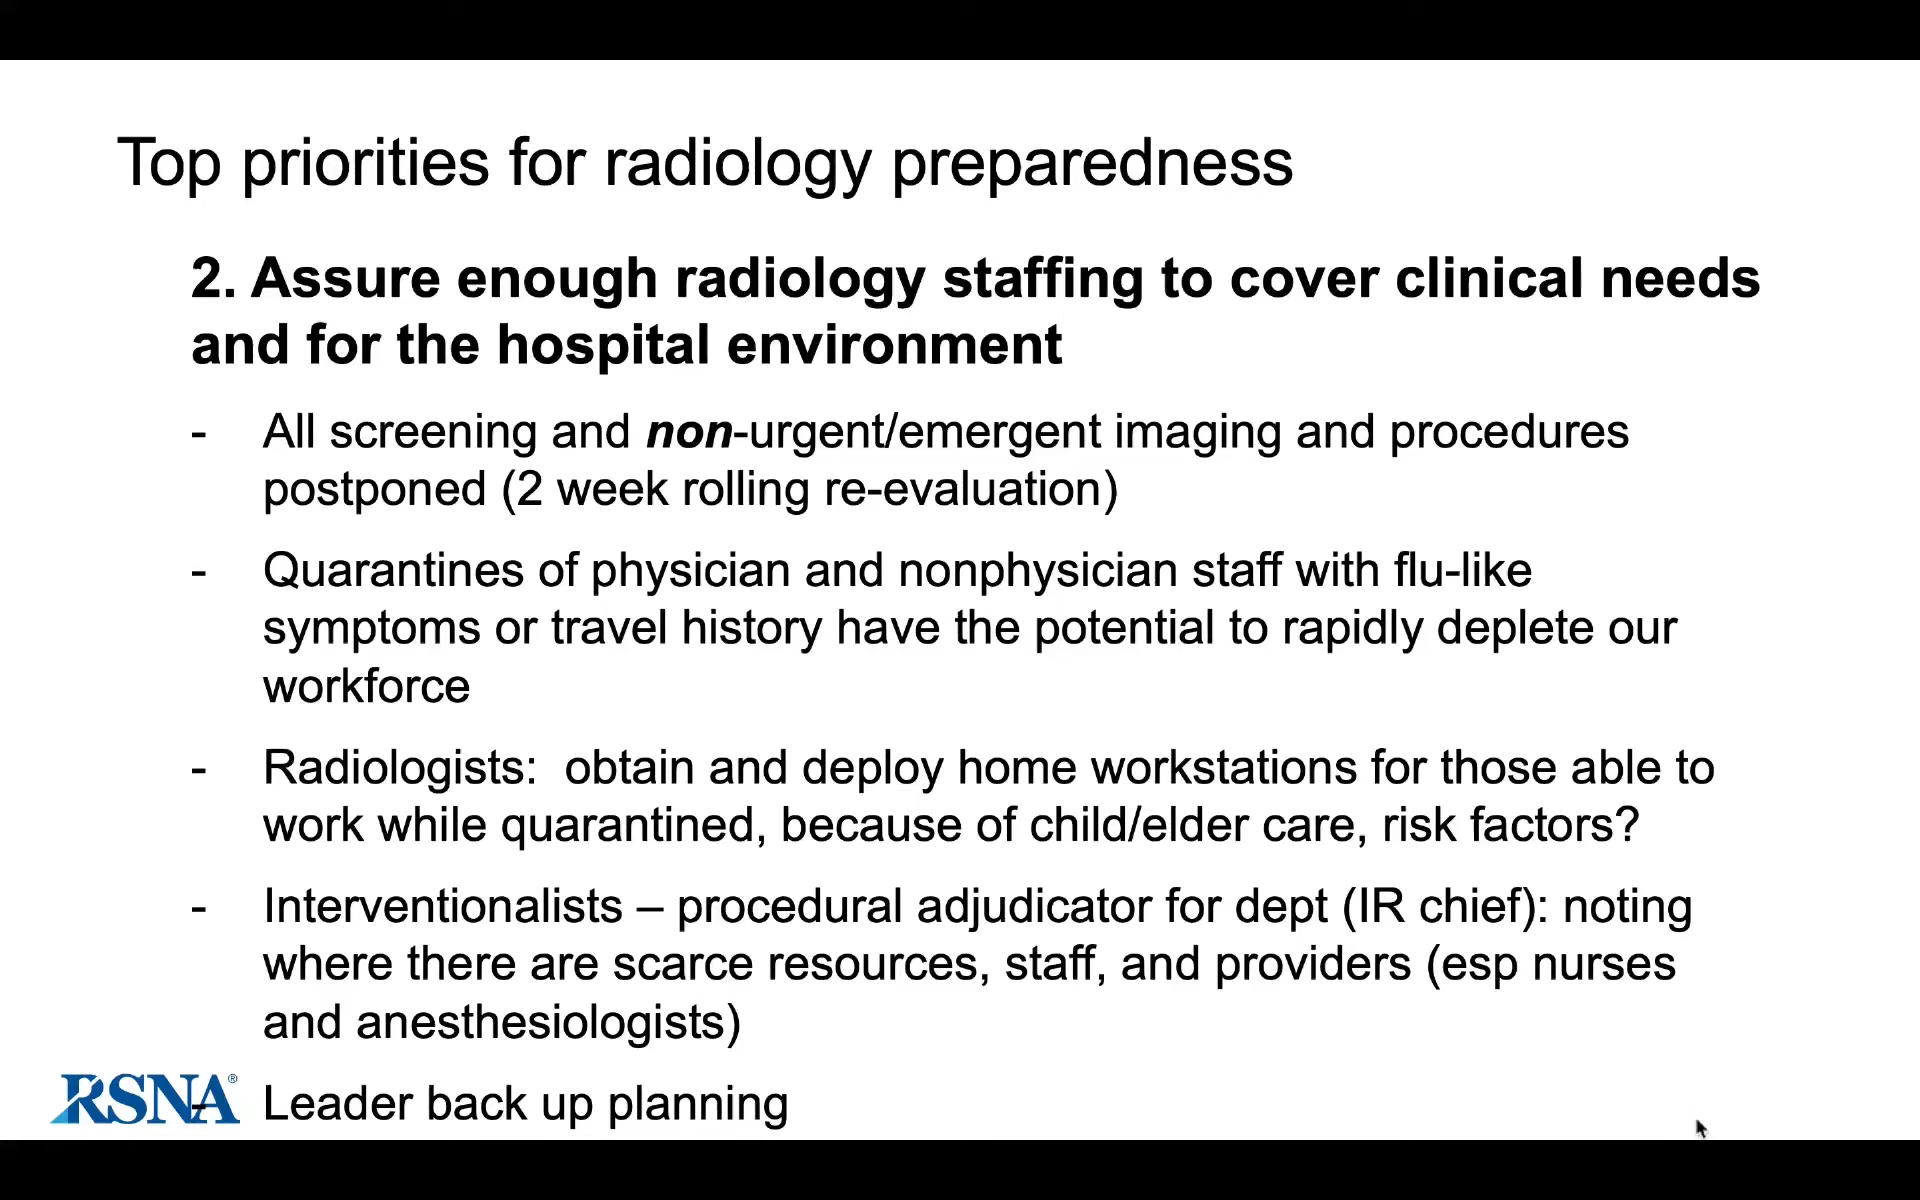 Top priorities for radiology preparedness
2. Assure enough radiology staffing to cover clinical needs
and for the hospital environment
- All screening and non-urgent/emergent imaging and procedures
postponed (2 week rolling re-evaluation)
- Quarantines of physician and nonphysician staff with flu-like
symptoms or travel history have the potential to rapidly deplete our
workforce
- Radiologists:  obtain and deploy home workstations for those able to
work while quarantined, because of child/elder care, risk factors?
- Interventionalists – procedural adjudicator for dept (IR chief): noting
where there are scarce resources, staff, and providers (esp nurses
and anesthesiologists)
- Leader back up planning
RSNA®